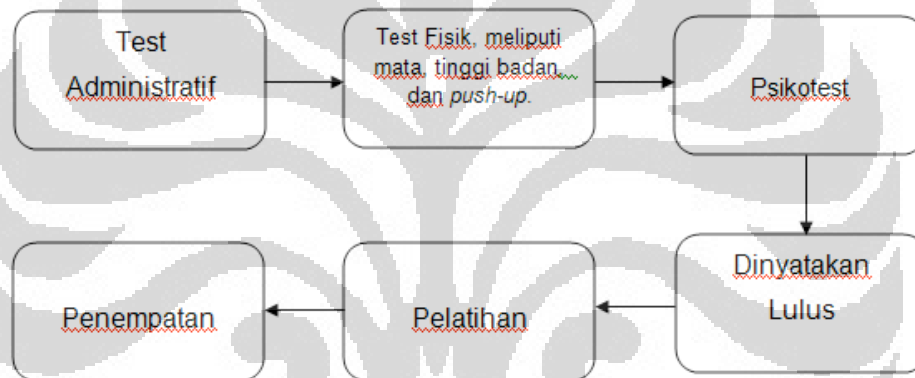 Test
Administratif
Test Fisik, meliputi
mata, tinggi badan,
dan push-up.
Psikotest
Dinyatakan
Lulus
Pelatihan
Penempatan